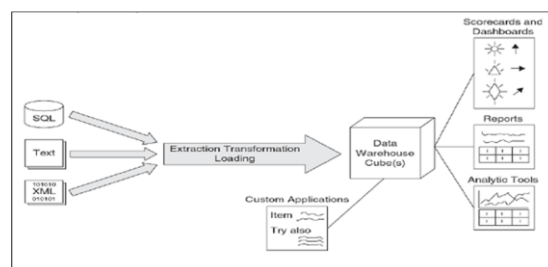 Scorecards and
Dashboards
SQL
Text
101010
XML
010101
Extraction Transformation
Loading
Data
Warehouse
Cube(s)
Reports
Analytic Tools
Custom Applications
Item
Try also